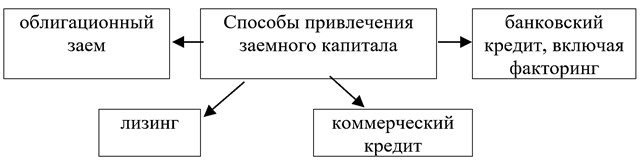 облигационный
заем
Способы привлечения
заемного капитала
банковский
кредит, включая
факторинг
лизинг
коммерческий
кредит